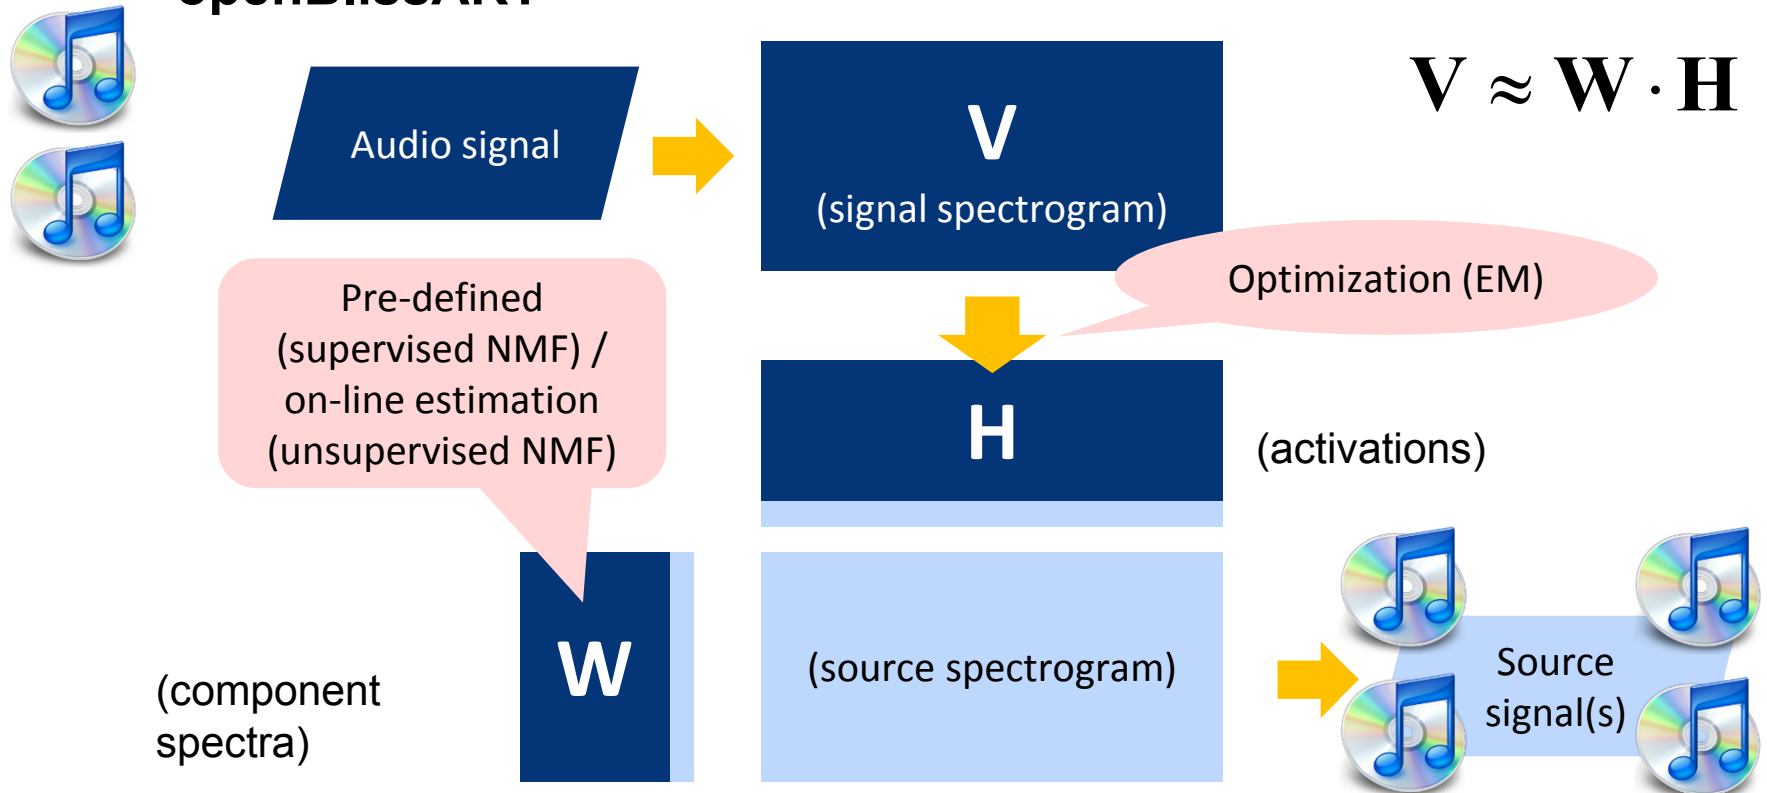 openBliSSART
V ≈ W · H
Audio signal
V
(signal spectrogram)
Optimization (EM)
Pre-defined
(supervised NMF) /
on-line estimation
(unsupervised NMF)
H
(activations)
W
(component
spectra)
(source spectrogram)
Source
signal(s)